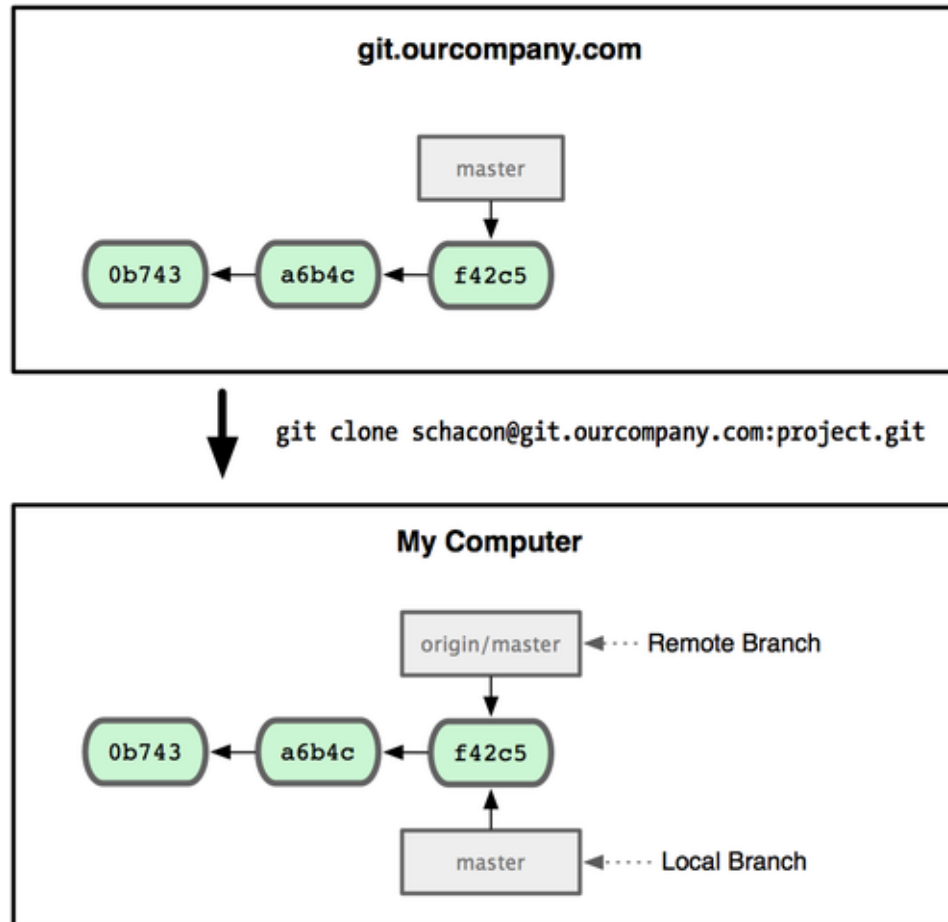 git.ourcompany.com
master
0b743 a6b4c f42c5
git clone schacon@git.ourcompany.com:project.git
My Computer
origin/master Remote Branch
0b743 a6b4c f42c5
master Local Branch